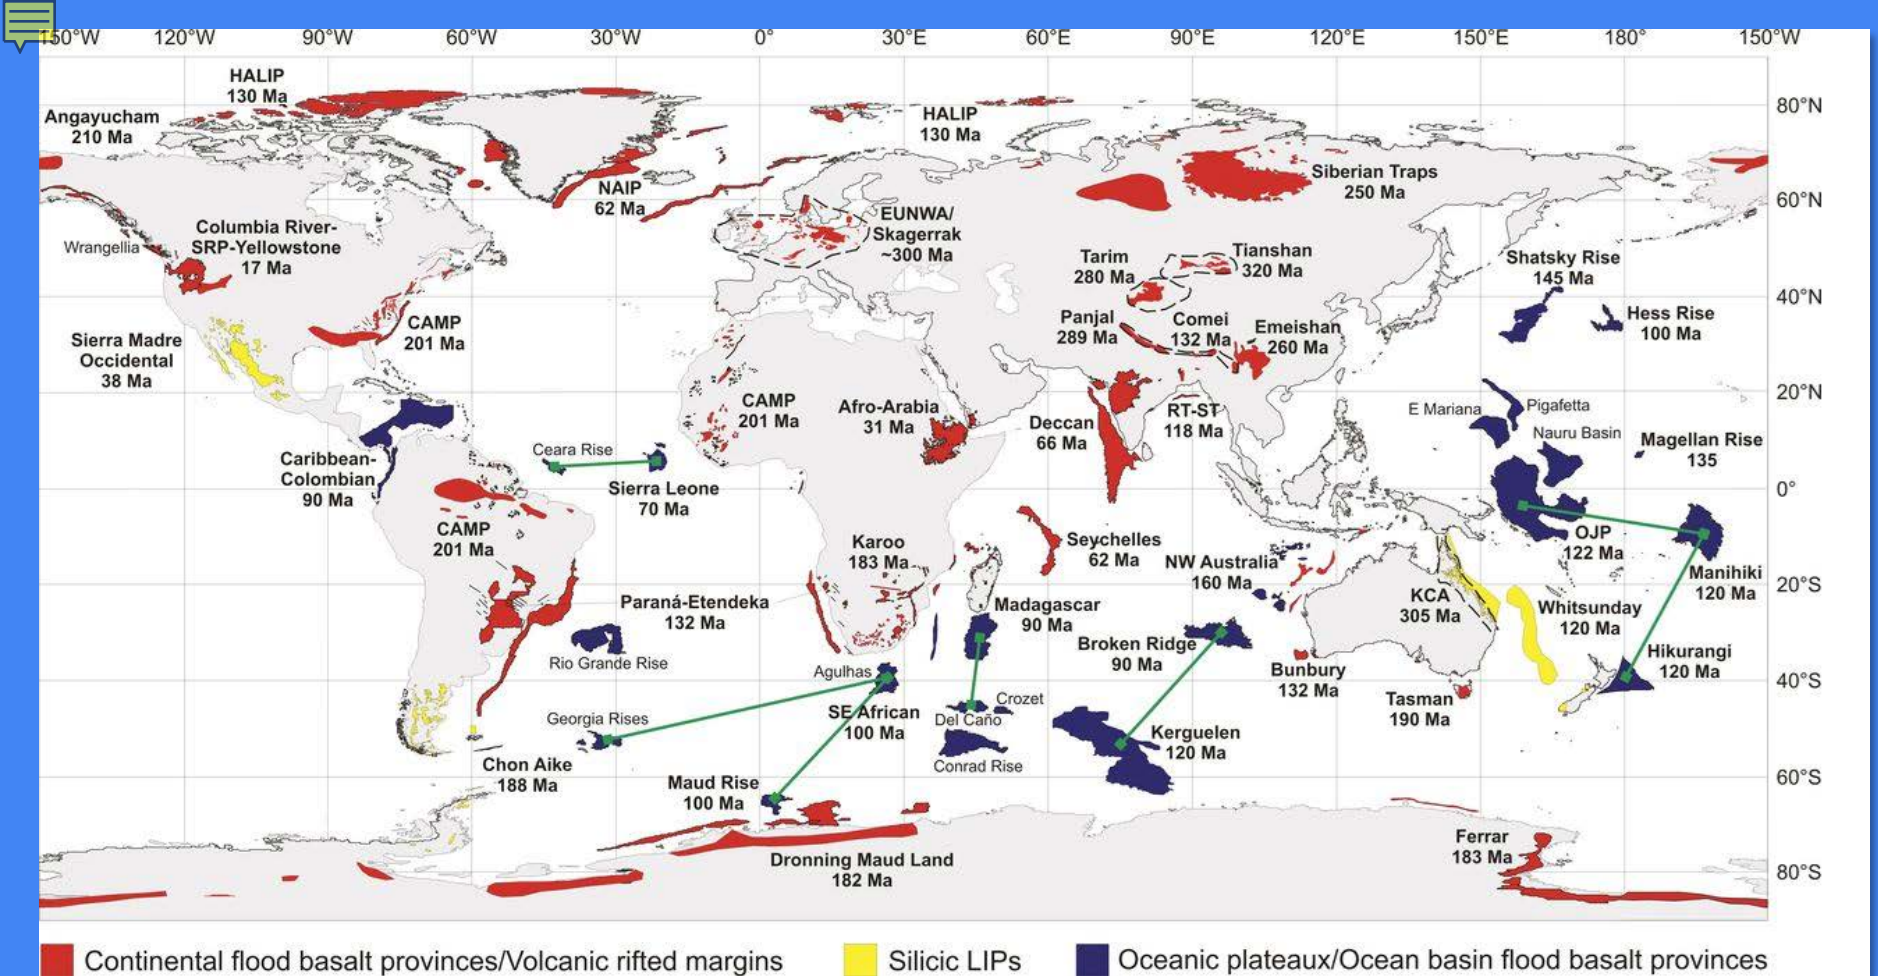 150°W 120°W 90°W 60°W 30°W 0° 30°E 60°E 90°E 120°E 150°E 180° 150°W
HALIP
130 Ma
Angayucham
210 Ma
HALIP
130 Ma
80°N
Siberian Traps
250 Ma
NAIP
62 Ma
60°N
EUNWA/
Skagerrak
~300 Ma
Columbia River-
SRP-Yellowstone
17 Ma
Wrangellia
Tarim
280 Ma
Tianshan
320 Ma
Shatsky Rise
145 Ma
40°N
Hess Rise
100 Ma
CAMP
201 Ma
Panjal
289 Ma
Comei
132 Ma
Emeishan
260 Ma
Sierra Madre
Occidental
38 Ma
20°N
CAMP
201 Ma
Afro-Arabia
31 Ma
Deccan
66 Ma
RT-ST
118 Ma
E Mariana
Pigafetta
Nauru Basin
Magellan Rise
135
Ceara Rise
Caribbean-
Colombian
90 Ma
Sierra Leone
70 Ma
0°
CAMP
201 Ma
Karoo
183 Ma
Seychelles
62 Ma
NW Australia
160 Ma
OJP
122 Ma
Manihiki
120 Ma
20°S
Paraná-Etendeka
132 Ma
Madagascar
90 Ma
KCA
305 Ma
Whitsunday
120 Ma
Rio Grande Rise
Broken Ridge
90 Ma
Bunbury
132 Ma
Hikurangi
120 Ma
40°S
Agulhas
Tasman
190 Ma
Crozet
Del Caño
SE African
100 Ma
Georgia Rises
Kerguelen
120 Ma
Conrad Rise
Chon Aike
188 Ma
Maud Rise
100 Ma
60°S
Ferrar
183 Ma
Dronning Maud Land
182 Ma
80°S
Continental flood basalt provinces/Volcanic rifted margins Silicic LIPs Oceanic plateaux/Ocean basin flood basalt provinces